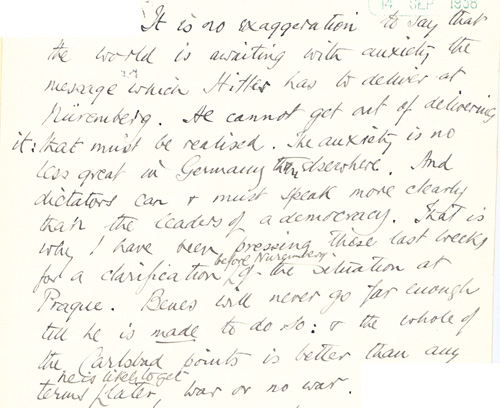 14 SEP 1938
It is no exaggeration to say that
the world is awaiting with anxiety the
message which Hitler has to deliver at
Nüremberg. He cannot get out of delivering
it: that must be realised. The anxiety is no
less great in Germany than elsewhere. And
dictators can & must speak more clearly
than the leaders of a democracy. That is
why I have been pressing these last weeks
before Nuremberg
for a clarification of the situation at
Prague. Benes will never go far enough
till he is made to do so: & the whole of
the Carlsbad points is better than any
he is likely to get
terms later, war or no war.